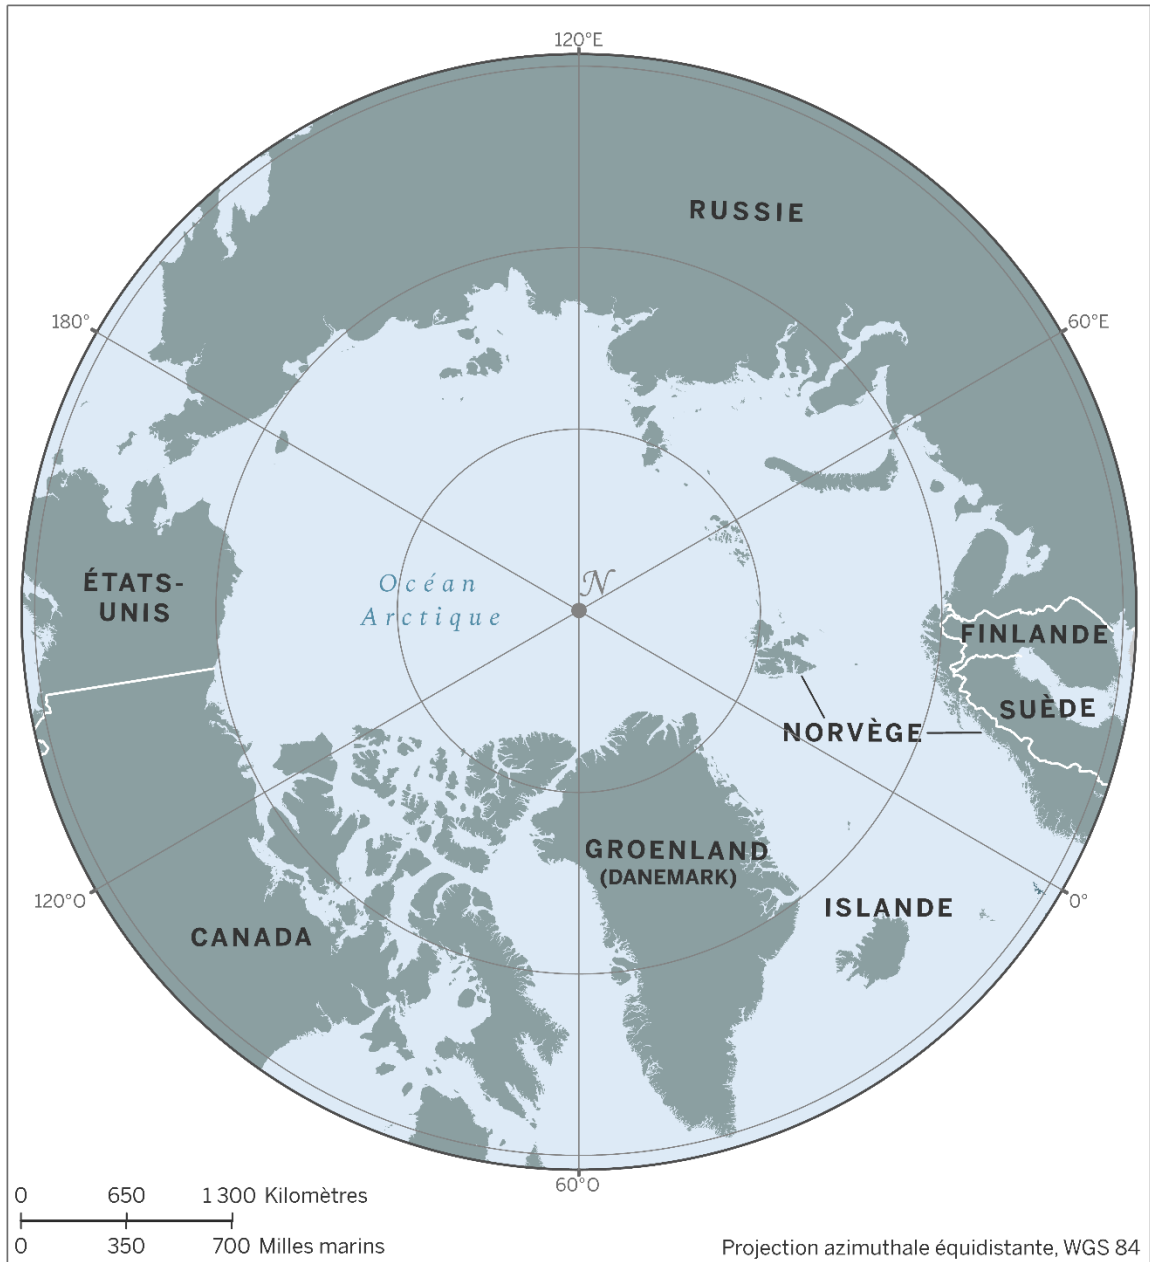 120°E
RUSSIE
180°
60°E
ÉTATS-
UNIS
Océan
Arctique
N
FINLANDE
SUÈDE
NORVÈGE
GROENLAND
(DANEMARK)
120°O
0°
ISLANDE
CANADA
60°O
0 650 1 300 Kilomètres
0 350 700 Milles marins
Projection azimuthale équidistante, WGS 84